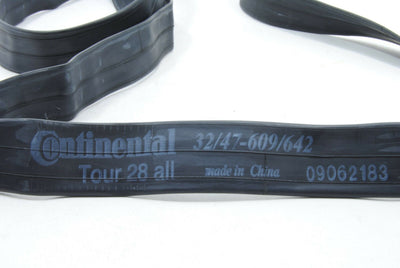 Continental 32/47-609/642
Tour 28 all made in China 09062183